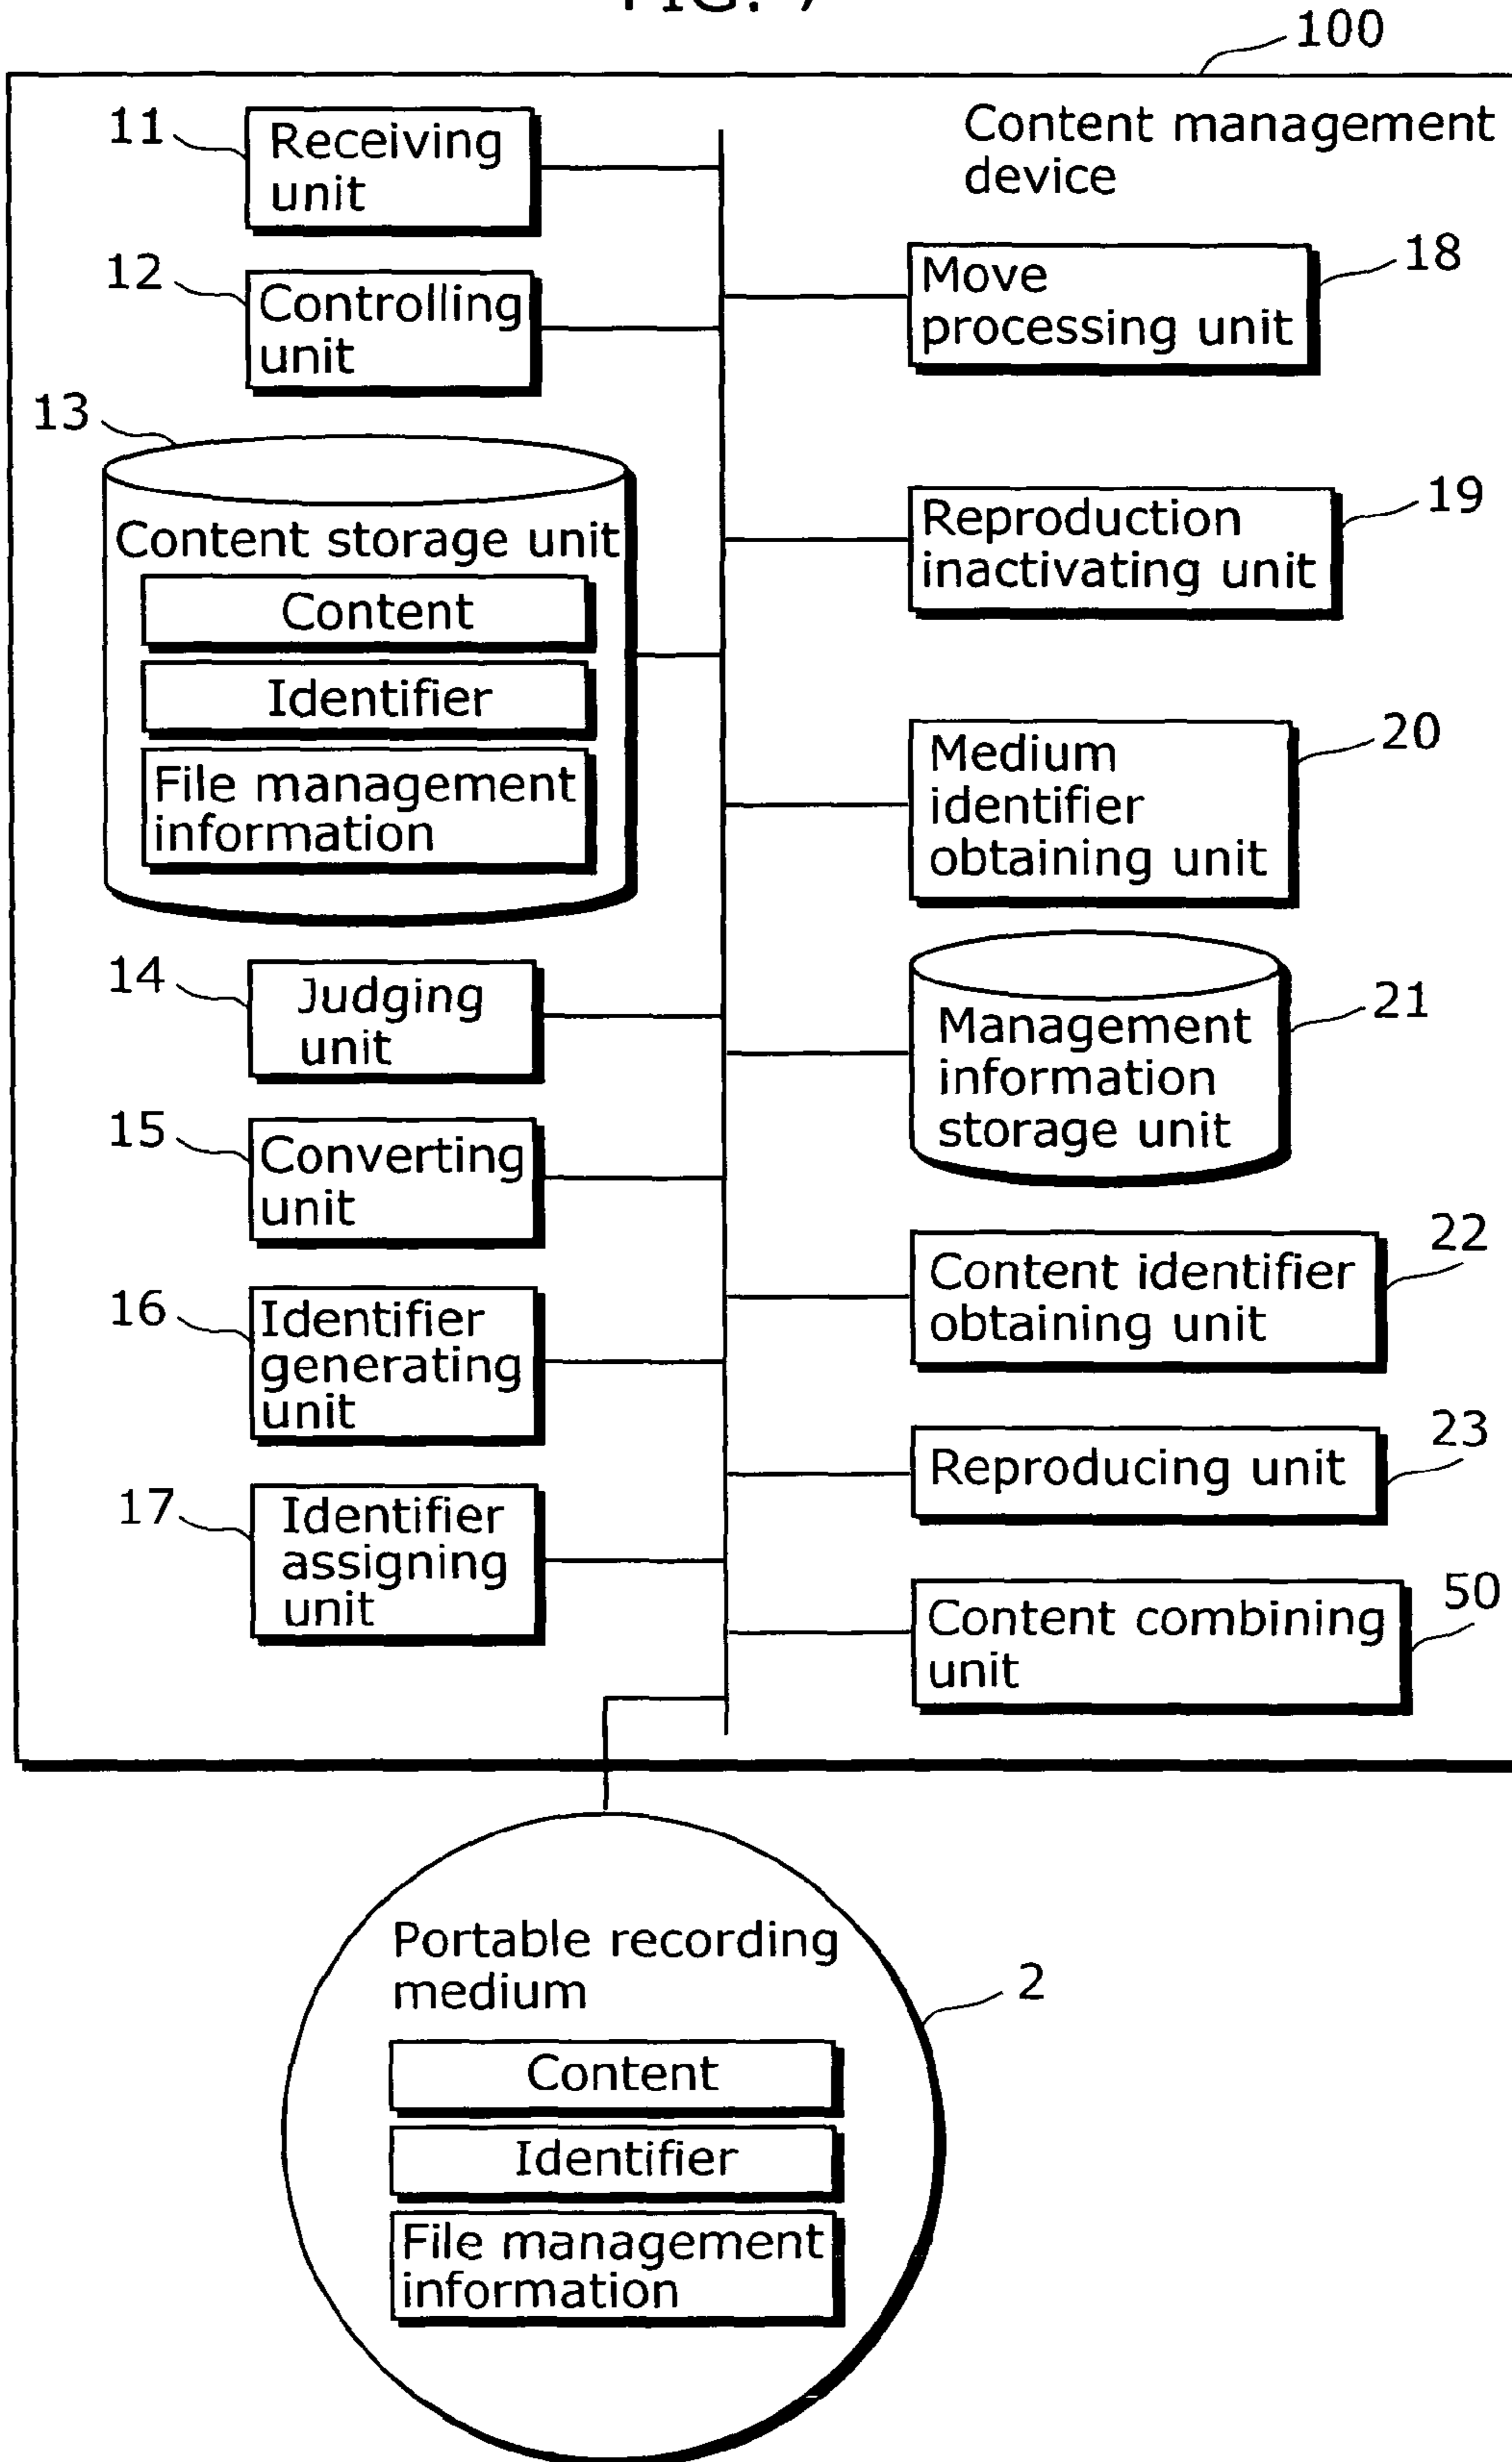 FIG. 7
100
Content management
device
11
Receiving
unit
12
Controlling
unit
13
Content storage unit
Content
Identifier
File management
information
14
Judging
unit
15
Converting
unit
16
Identifier
generating
unit
17
Identifier
assigning
unit
18
Move
processing unit
19
Reproduction
inactivating unit
20
Medium
identifier
obtaining unit
21
Management
information
storage unit
22
Content identifier
obtaining unit
23
Reproducing unit
50
Content combining
unit
Portable recording
medium
2
Content
Identifier
File management
information